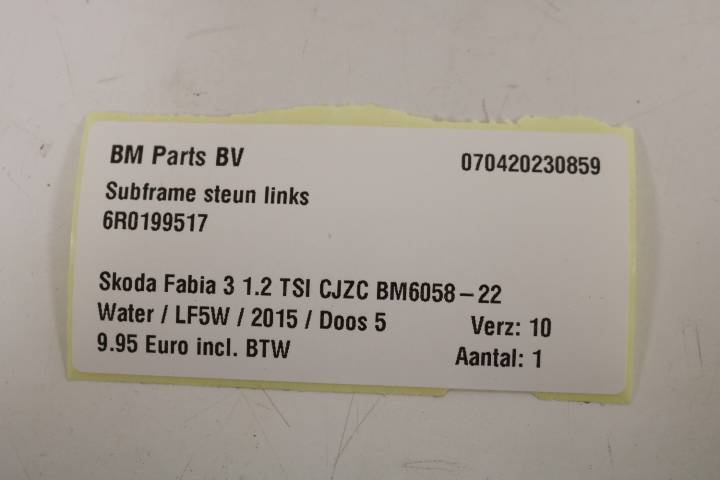 BM Parts BV 070420230859
Subframe steun links
6R0199517
Skoda Fabia 3 1.2 TSI CJZC BM6058-22
Water / LF5W / 2015 / Doos 5 Verz: 10
9.95 Euro incl. BTW Aantal: 1